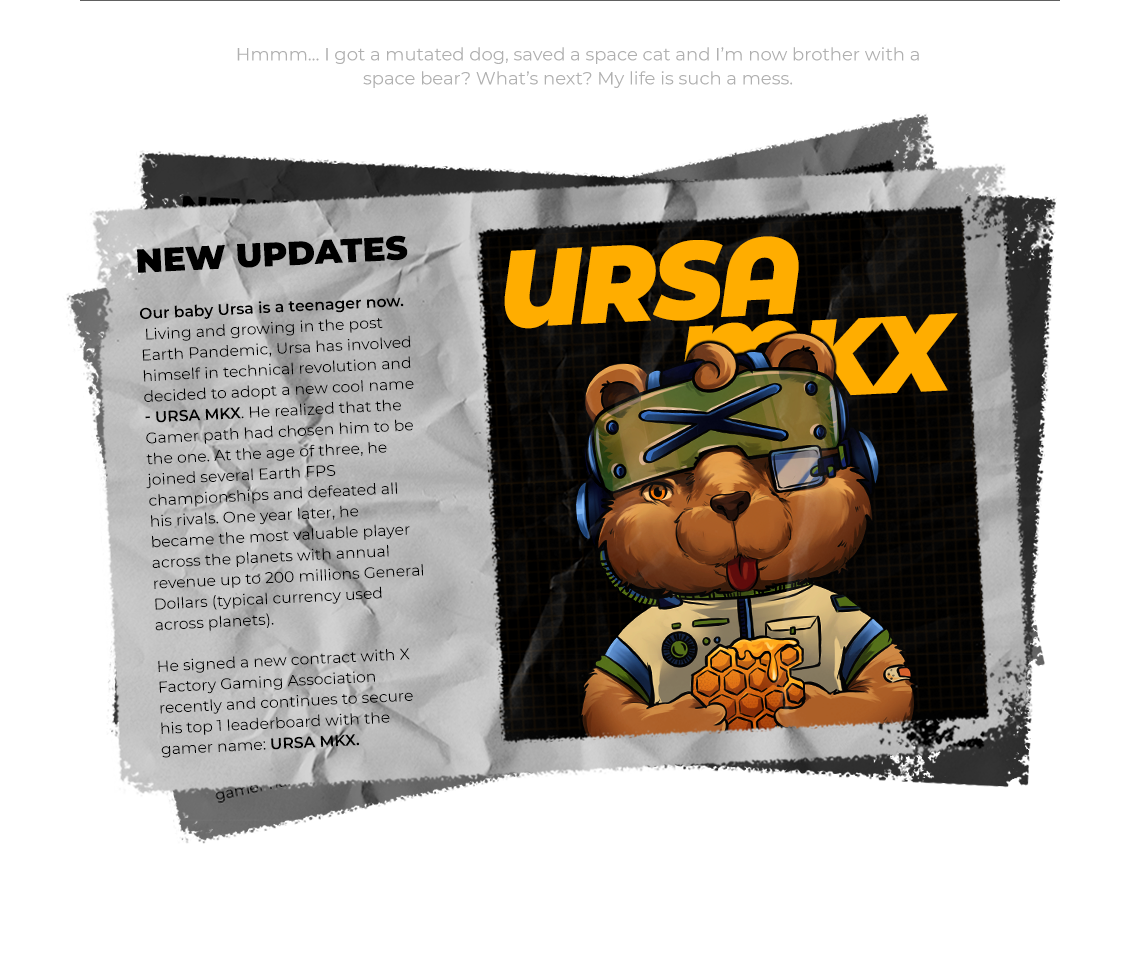 Hmmm... I got a mutated dog, saved a space cat and I'm now brother with a
space bear? What's next? My life is such a mess.
NEW UPDATES
Our baby Ursa is a teenager now.
Living and growing in the post
Earth Pandemic, Ursa has involved
himself in technical revolution and
decided to adopt a new cool name
- URSA MKX. He realized that the
Gamer path had chosen him to be
the one. At the age of three, he
joined several Earth FPS
championships and defeated all
his rivals. One year later, he
became the most valuable player
across the planets with annual
revenue up to 200 millions General
Dollars (typical currency used
across planets).
He signed a new contract with X
Factory Gaming Association
recently and continues to secure
his top 1 leaderboard with the
gamer name: URSA MKX.
URSA
mKX